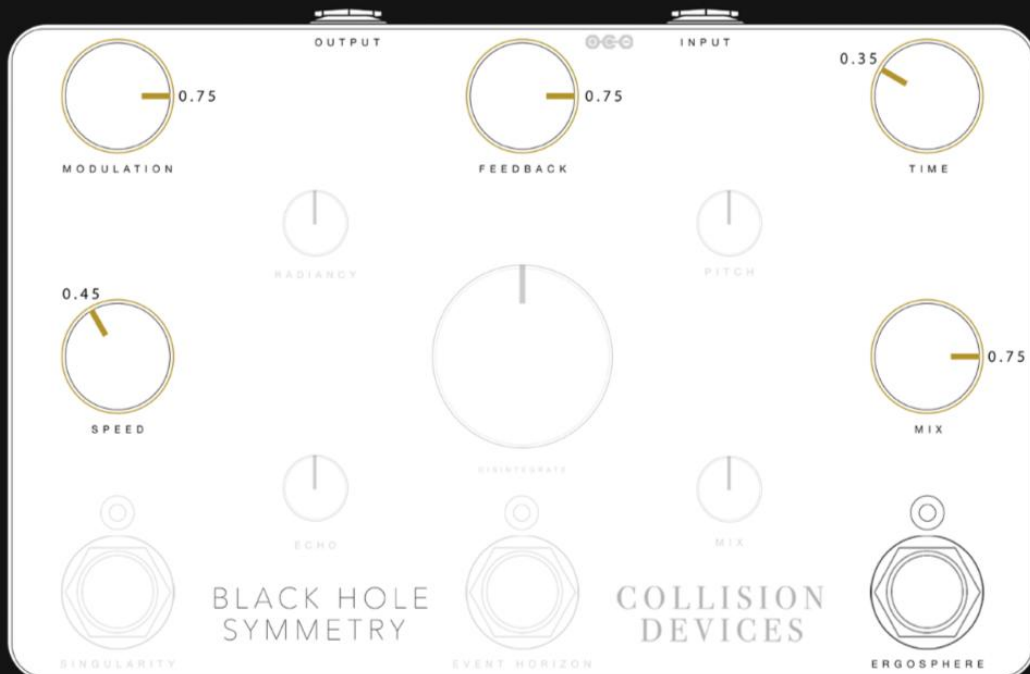 OUTPUT
INPUT
0.75
0.75
0.35
MODULATION
FEEDBACK
TIME
RADIANCY
PITCH
0.45
0.75
SPEED
MIX
DISINTEGRATE
ECHO
MIX
BLACK HOLE
SYMMETRY
COLLISION
DEVICES
SINGULARITY
EVENT HORIZON
ERGOSPHERE